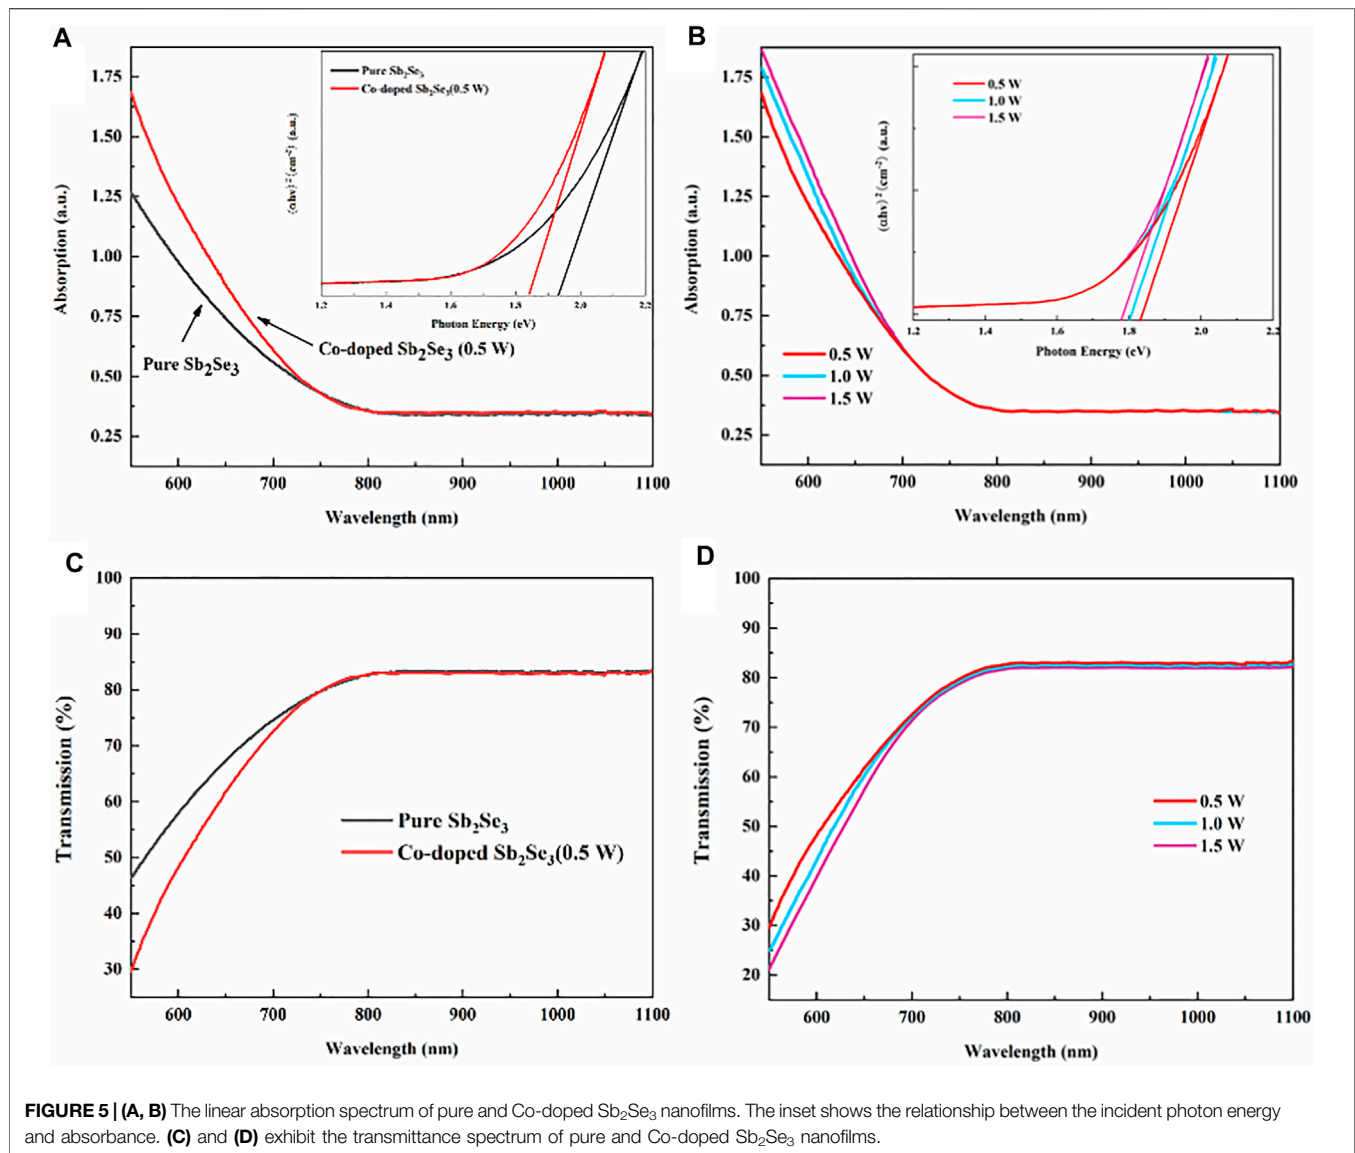 A
Absorption (a.u.)
1.75
1.50
1.25
1.00
0.75
0.50
0.25
600 700 800 900 1000 1100
Wavelength (nm)
Pure Sb₂Se₃
Co-doped Sb₂Se₃ (0.5 W)
Pure Sb₂Se₃
Co-doped Sb₂Se₃(0.5 W)
(αhν)²(cm⁻²) (a.u.)
1.2 1.4 1.6 1.8 2.0 2.2
Photon Energy (eV)
B
Absorption (a.u.)
1.75
1.50
1.25
1.00
0.75
0.50
0.25
600 700 800 900 1000 1100
Wavelength (nm)
0.5 W
1.0 W
1.5 W
0.5 W
1.0 W
1.5 W
(αhν)²(cm⁻²) (a.u.)
1.2 1.4 1.6 1.8 2.0 2.2
Photon Energy (eV)
C
Transmission (%)
100
90
80
70
60
50
40
30
600 700 800 900 1000 1100
Wavelength (nm)
Pure Sb₂Se₃
Co-doped Sb₂Se₃(0.5 W)
D
Transmission (%)
100
90
80
70
60
50
40
30
20
600 700 800 900 1000 1100
Wavelength (nm)
0.5 W
1.0 W
1.5 W
FIGURE 5 | (A, B) The linear absorption spectrum of pure and Co-doped Sb₂Se₃ nanofilms. The inset shows the relationship between the incident photon energy
and absorbance. (C) and (D) exhibit the transmittance spectrum of pure and Co-doped Sb₂Se₃ nanofilms.